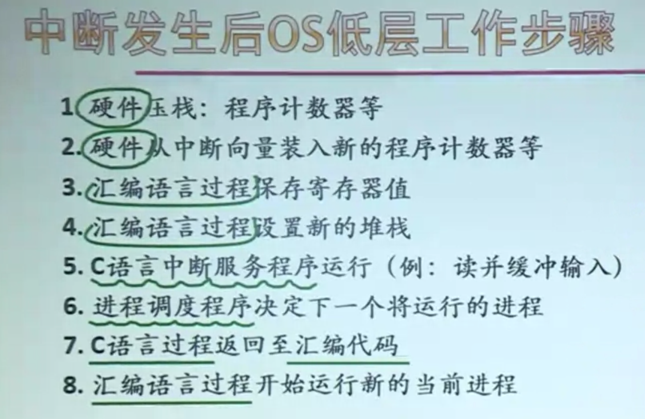 中断发生后OS低层工作步骤
1 硬件压栈：程序计数器等
2. 硬件从中断向量装入新的程序计数器等
3. 汇编语言过程保存寄存器值
4. 汇编语言过程设置新的堆栈
5. C语言中断服务程序运行（例：读并缓冲输入）
6. 进程调度程序决定下一个将运行的进程
7. C语言过程返回至汇编代码
8. 汇编语言过程开始运行新的当前进程